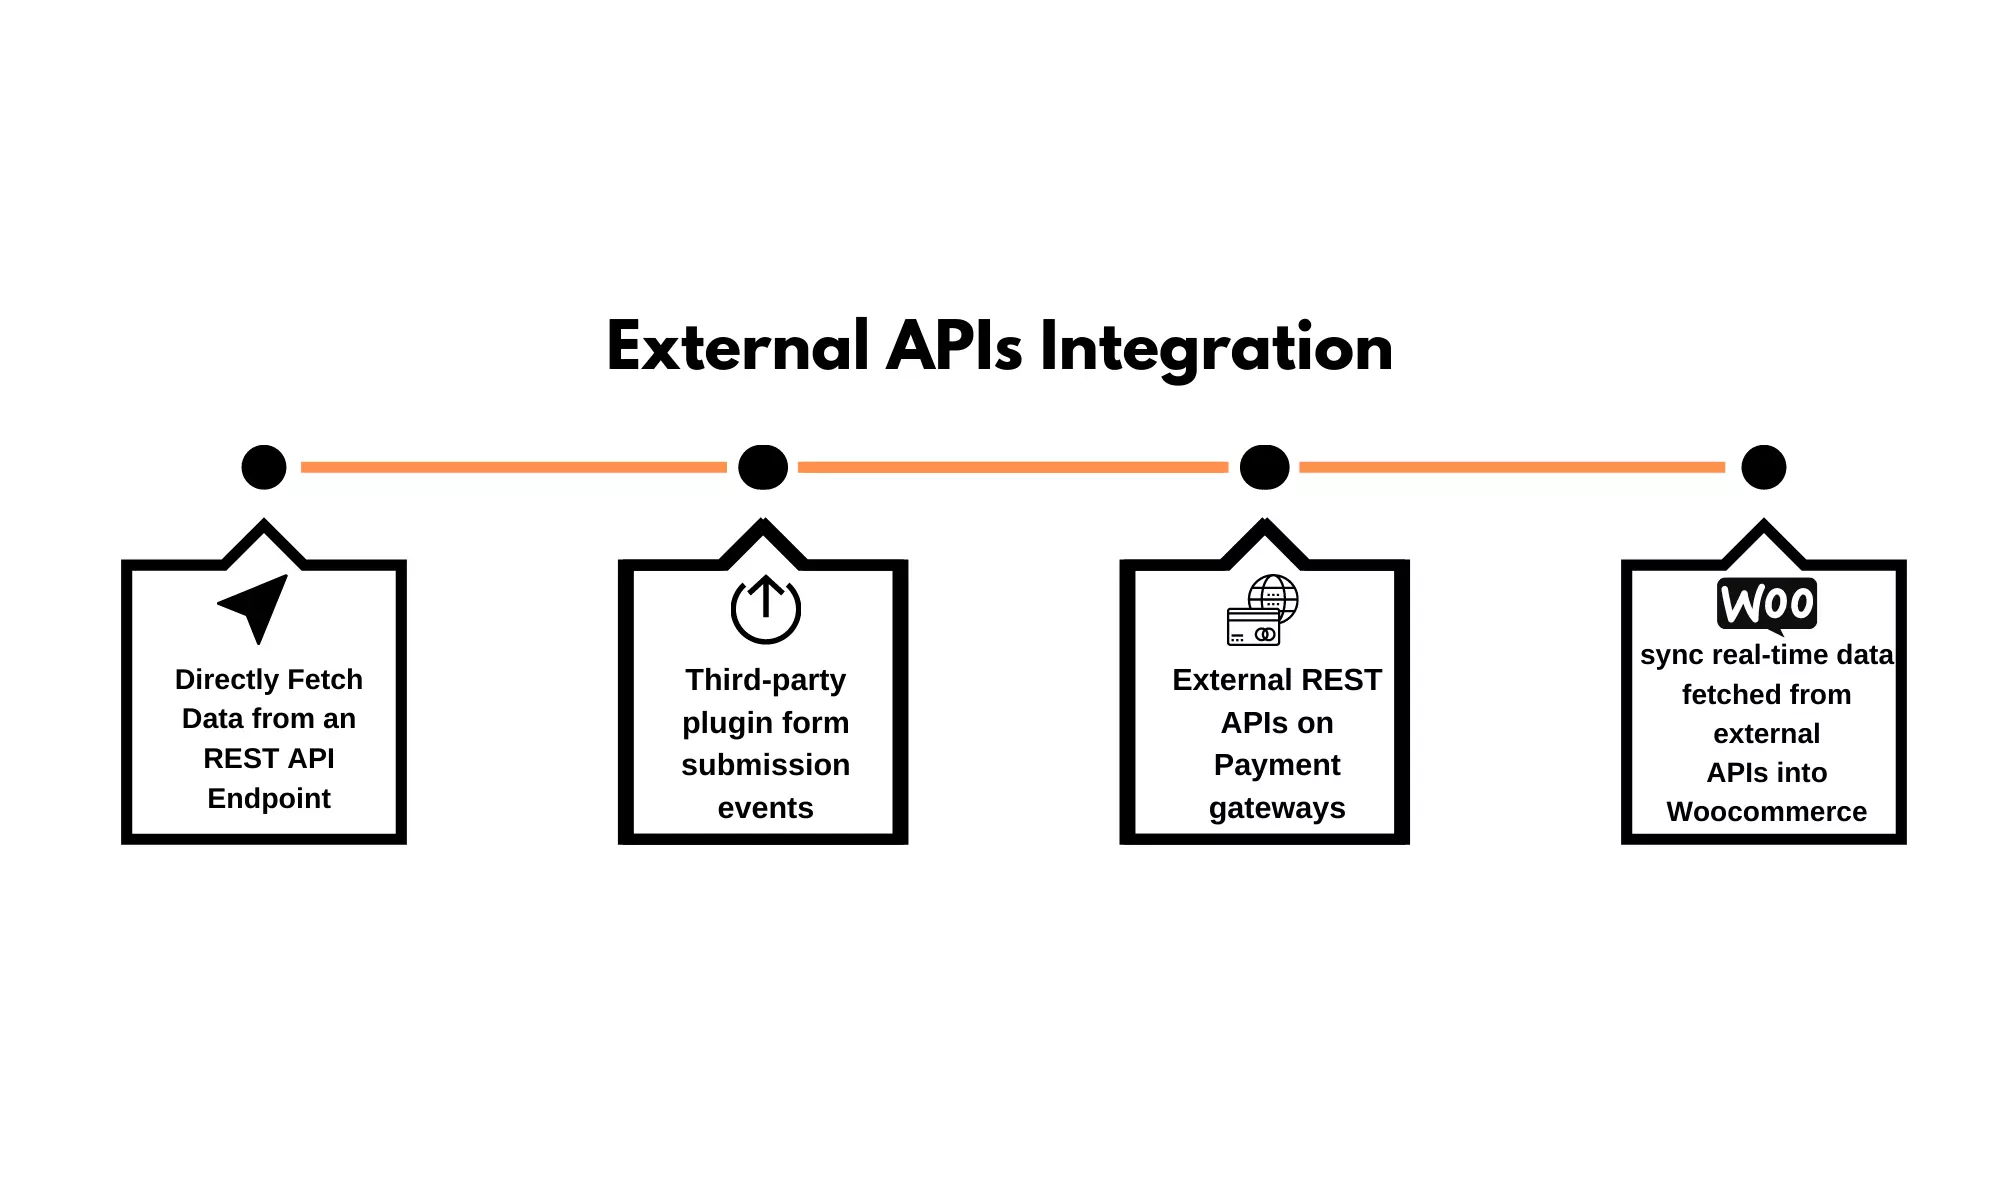 External APIs Integration
Directly Fetch
Data from an
REST API
Endpoint
Third-party
plugin form
submission
events
External REST
APIs on
Payment
gateways
Woo
sync real-time data
fetched from
external
APIs into
Woocommerce